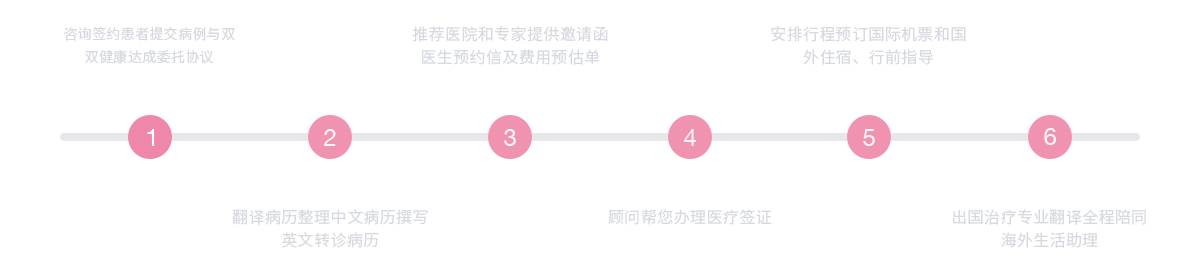 咨询签约患者提交病例与双
双健康达成委托协议
推荐医院和专家提供邀请函
医生预约信及费用预估单
安排行程预订国际机票和国
外住宿、行前指导
1
2
3
4
5
6
翻译病历整理中文病历撰写
英文转诊病历
顾问帮您办理医疗签证
出国治疗专业翻译全程陪同
海外生活助理